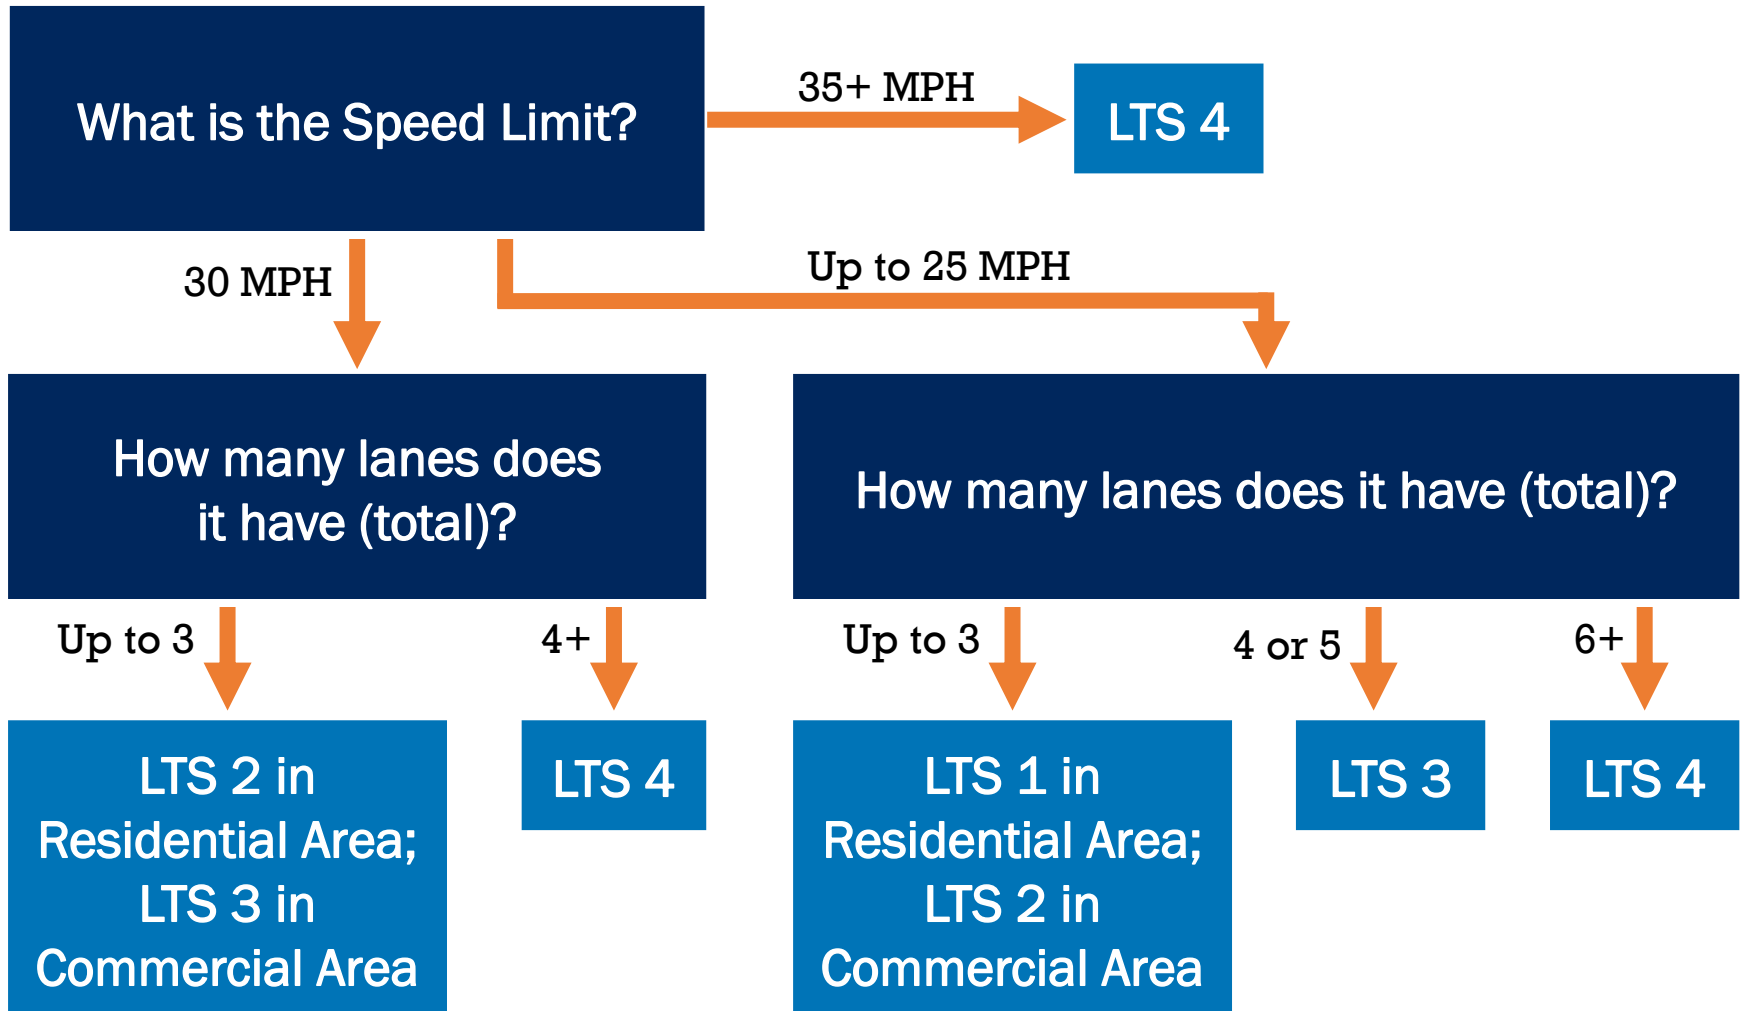 What is the Speed Limit?
35+ MPH
LTS 4
30 MPH
Up to 25 MPH
How many lanes does
it have (total)?
How many lanes does it have (total)?
Up to 3
4+
Up to 3
4 or 5
6+
LTS 2 in
Residential Area;
LTS 3 in
Commercial Area
LTS 4
LTS 1 in
Residential Area;
LTS 2 in
Commercial Area
LTS 3
LTS 4